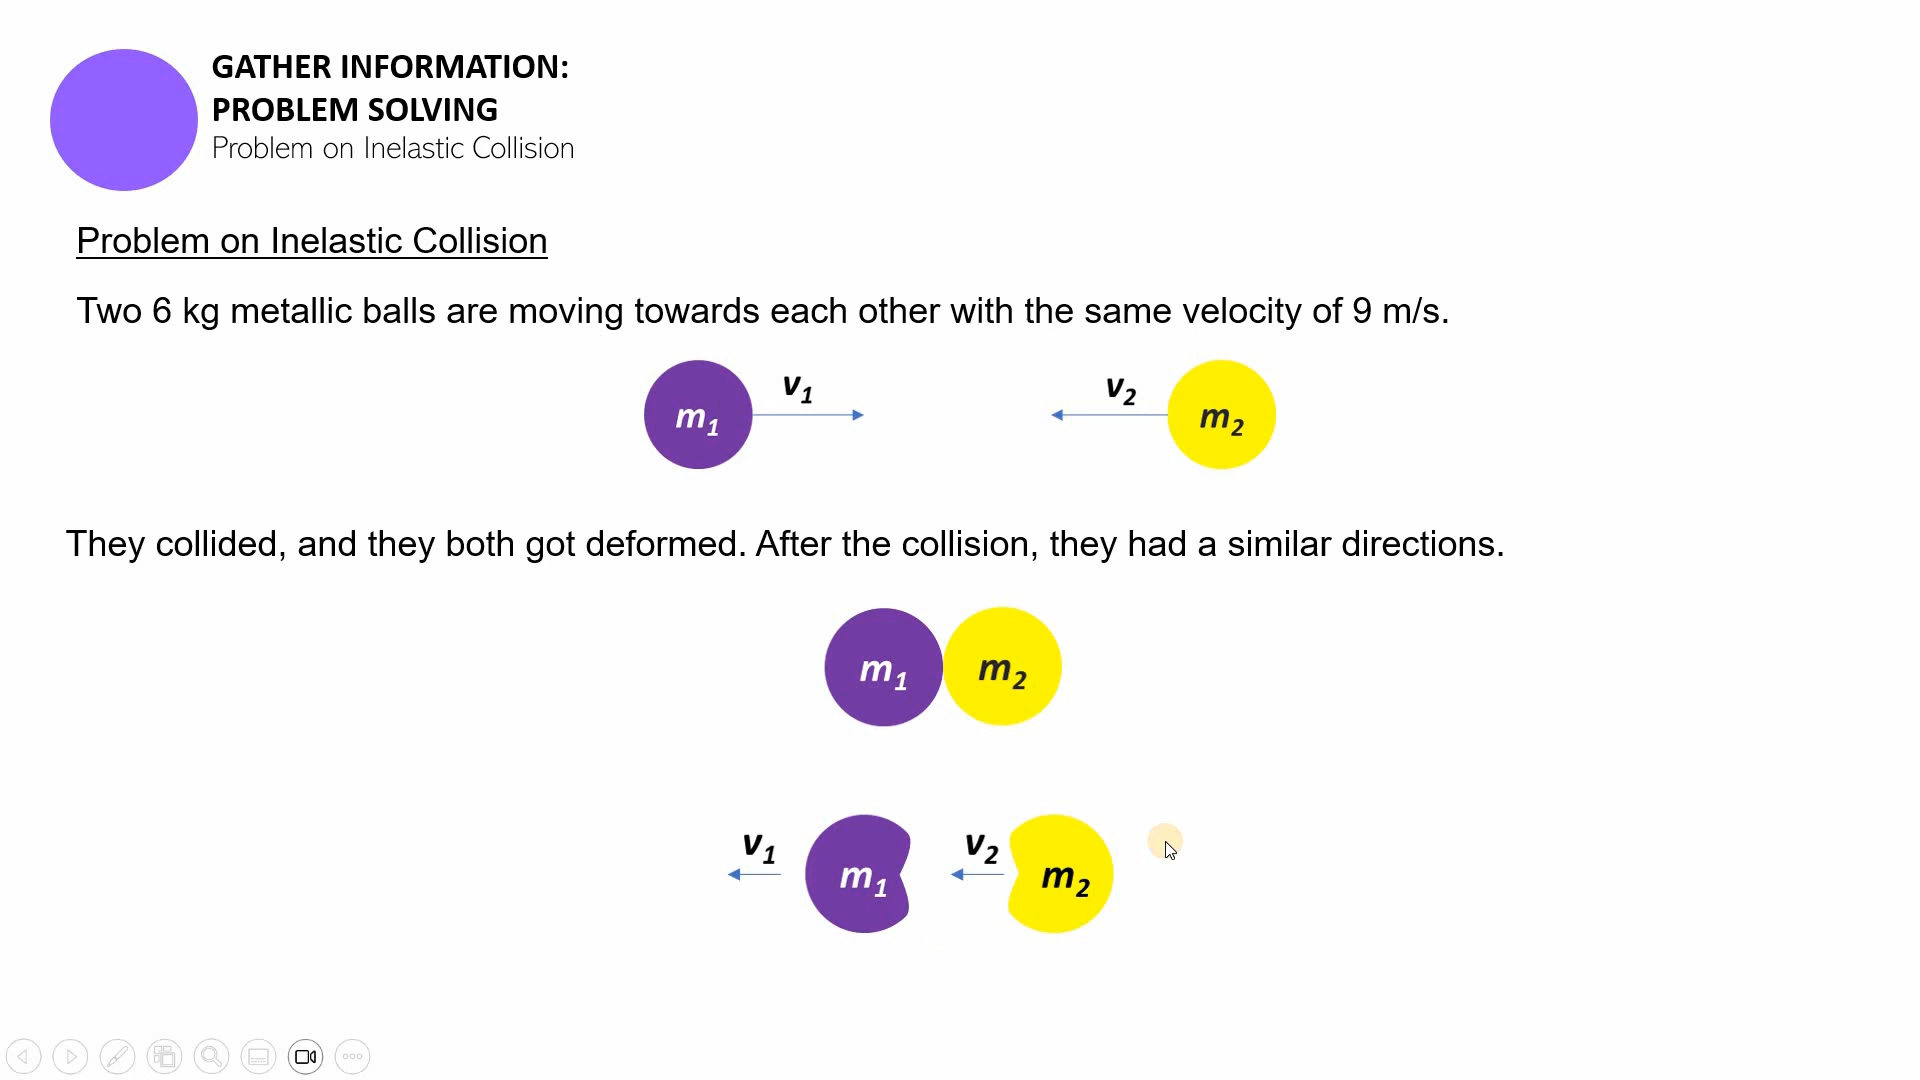 GATHER INFORMATION:
PROBLEM SOLVING
Problem on Inelastic Collision
Problem on Inelastic Collision
Two 6 kg metallic balls are moving towards each other with the same velocity of 9 m/s.
m1 v1 v2 m2
They collided, and they both got deformed. After the collision, they had a similar directions.
m1 m2
v1 m1 v2 m2